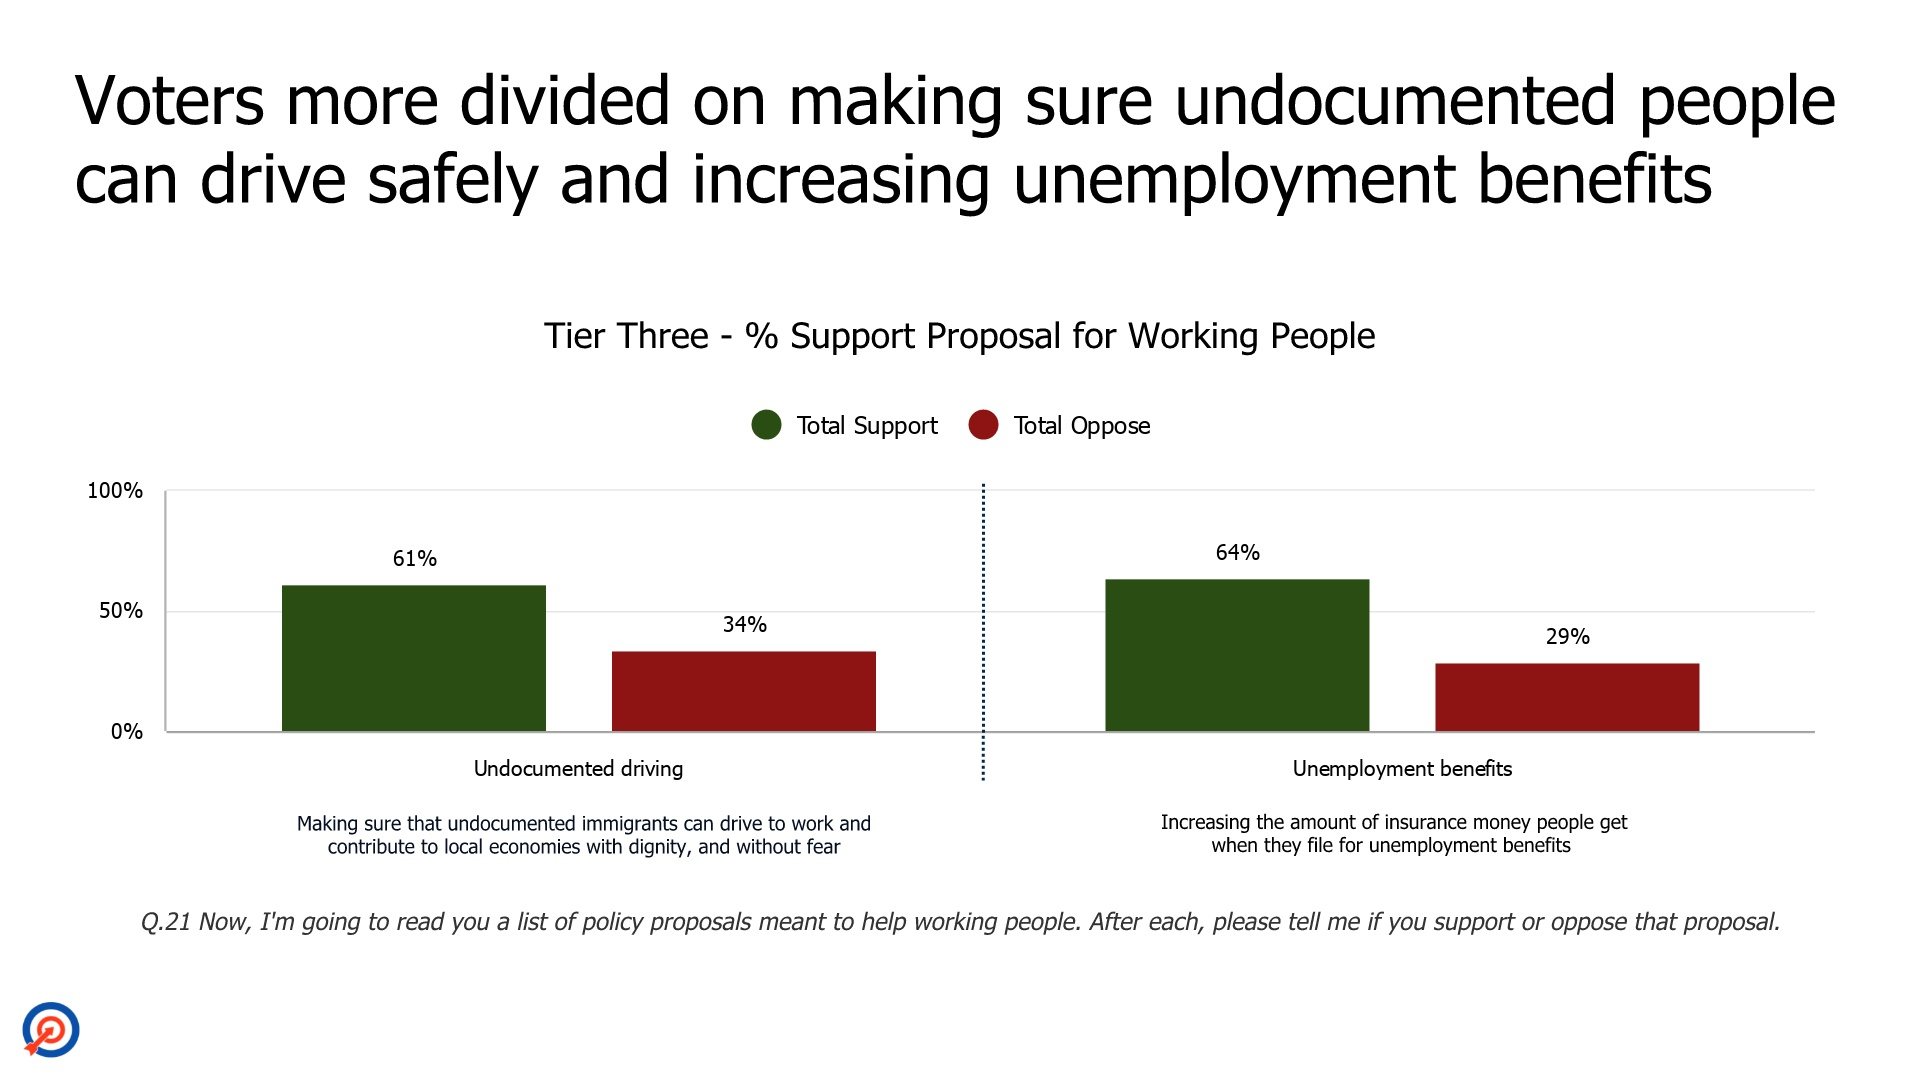 Voters more divided on making sure undocumented people
can drive safely and increasing unemployment benefits
Tier Three - % Support Proposal for Working People
Total Support
Total Oppose
100%
50%
0%
61%
34%
64%
29%
Undocumented driving
Unemployment benefits
Making sure that undocumented immigrants can drive to work and
contribute to local economies with dignity, and without fear
Increasing the amount of insurance money people get
when they file for unemployment benefits
Q.21 Now, I'm going to read you a list of policy proposals meant to help working people. After each, please tell me if you support or oppose that proposal.